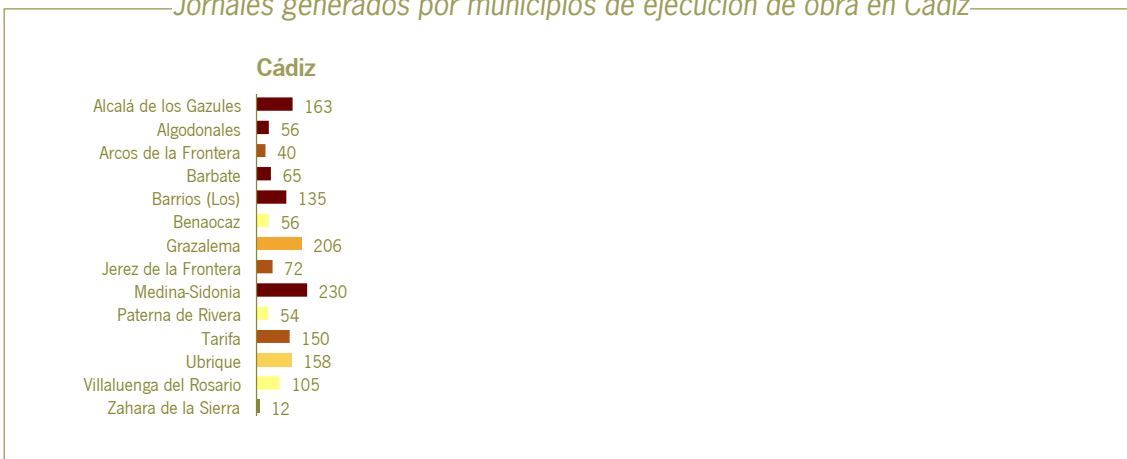 Jornales generados por municipios de ejecución de obra en Cádiz
Cádiz
Alcalá de los Gazules 163
Algodonales 56
Arcos de la Frontera 40
Barbate 65
Barrios (Los) 135
Benaocaz 56
Grazalema 206
Jerez de la Frontera 72
Medina-Sidonia 230
Paterna de Rivera 54
Tarifa 150
Ubrique 158
Villaluenga del Rosario 105
Zahara de la Sierra 12